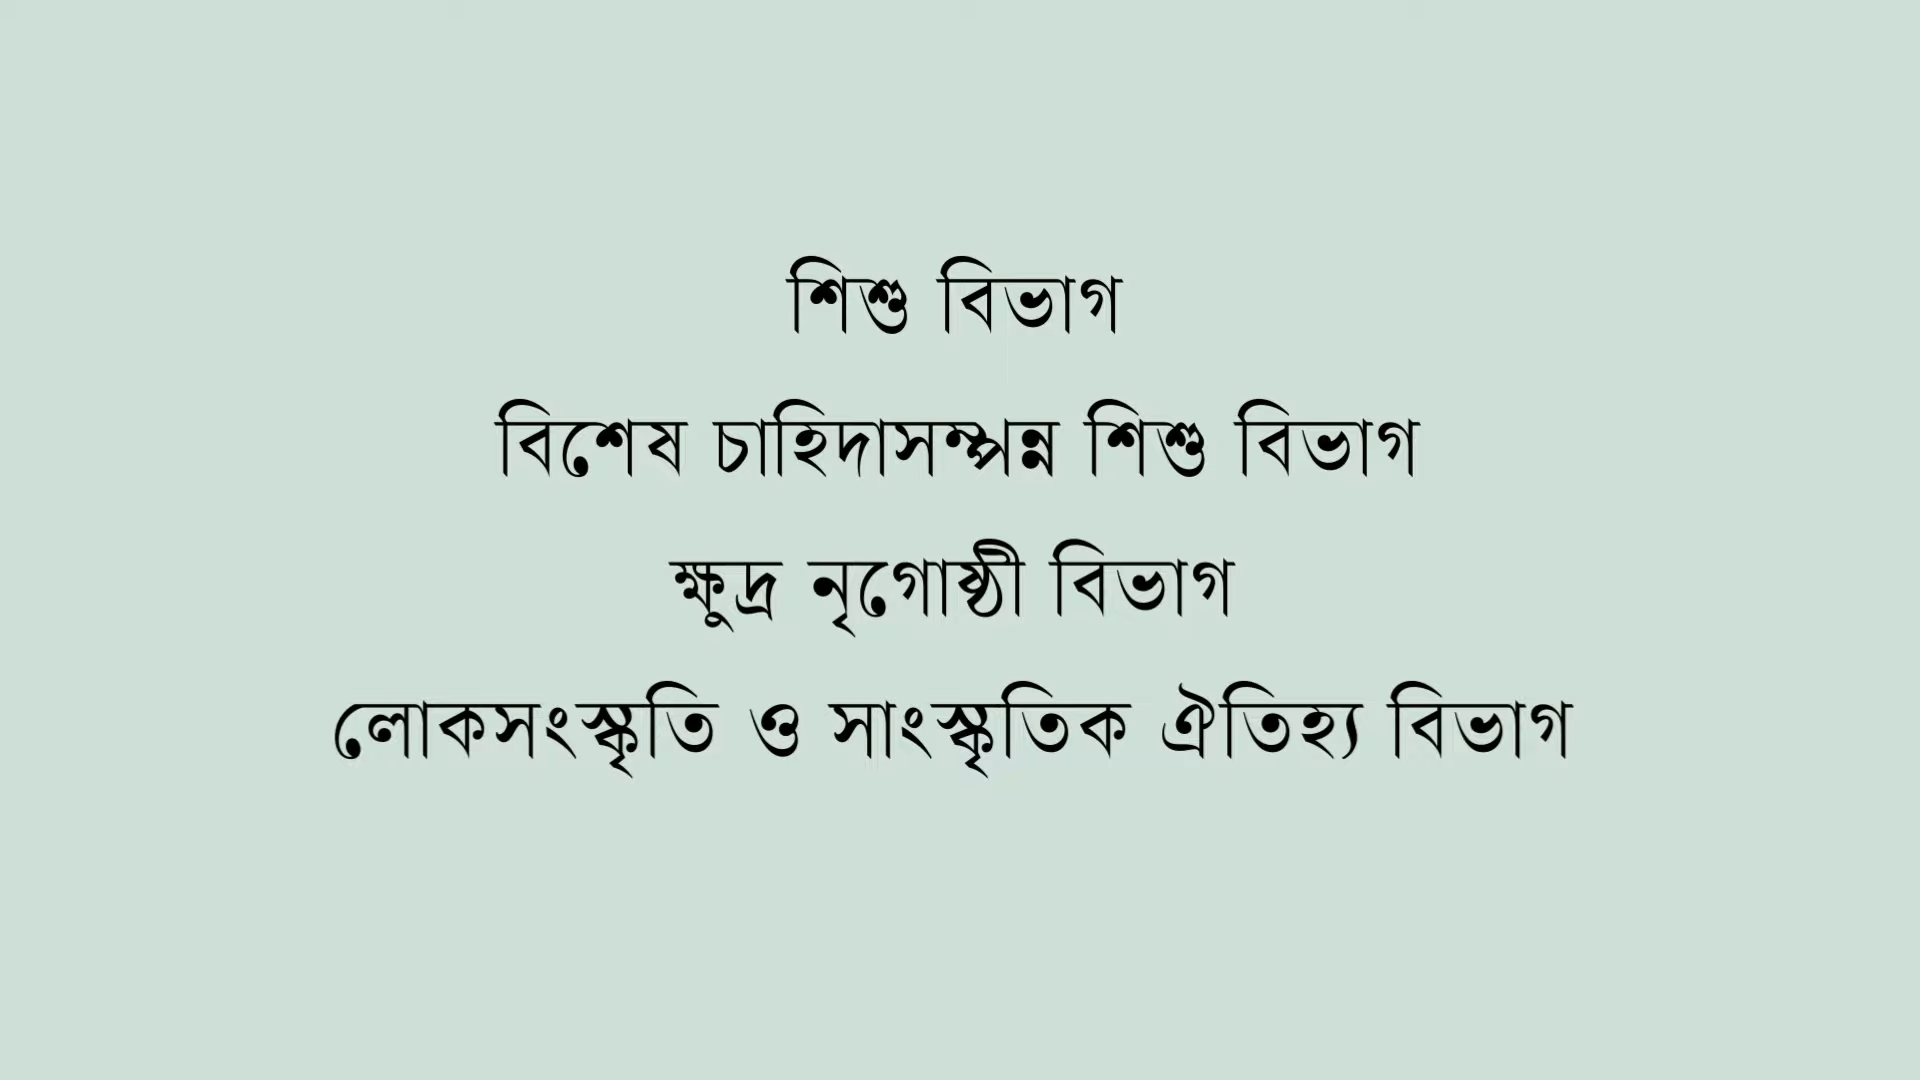 শিশু বিভাগ
বিশেষ চাহিদাসম্পন্ন শিশু বিভাগ
ক্ষুদ্র নৃগোষ্ঠী বিভাগ
লোকসংস্কৃতি ও সাংস্কৃতিক ঐতিহ্য বিভাগ